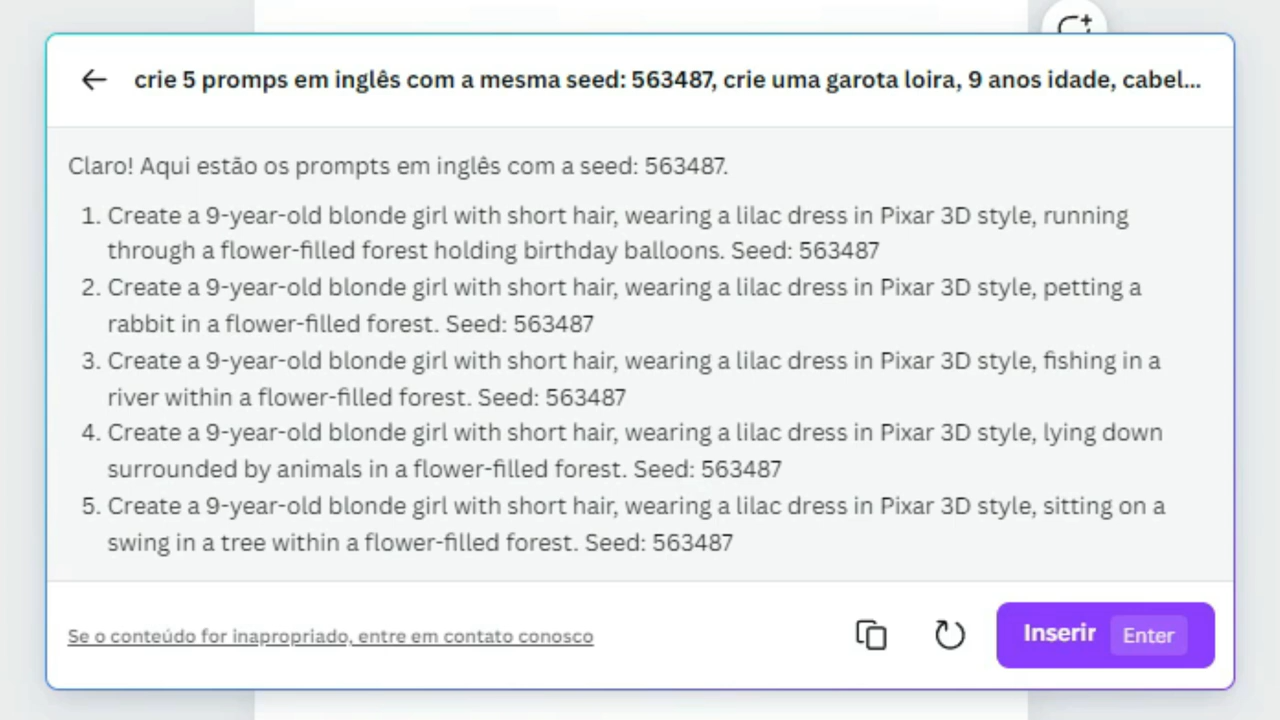 crie 5 promps em inglês com a mesma seed: 563487, crie uma garota loira, 9 anos idade, cabel...
Claro! Aqui estão os prompts em inglês com a seed: 563487.
1. Create a 9-year-old blonde girl with short hair, wearing a lilac dress in Pixar 3D style, running
through a flower-filled forest holding birthday balloons. Seed: 563487
2. Create a 9-year-old blonde girl with short hair, wearing a lilac dress in Pixar 3D style, petting a
rabbit in a flower-filled forest. Seed: 563487
3. Create a 9-year-old blonde girl with short hair, wearing a lilac dress in Pixar 3D style, fishing in a
river within a flower-filled forest. Seed: 563487
4. Create a 9-year-old blonde girl with short hair, wearing a lilac dress in Pixar 3D style, lying down
surrounded by animals in a flower-filled forest. Seed: 563487
5. Create a 9-year-old blonde girl with short hair, wearing a lilac dress in Pixar 3D style, sitting on a
swing in a tree within a flower-filled forest. Seed: 563487
Se o conteúdo for inapropriado, entre em contato conosco
Inserir Enter